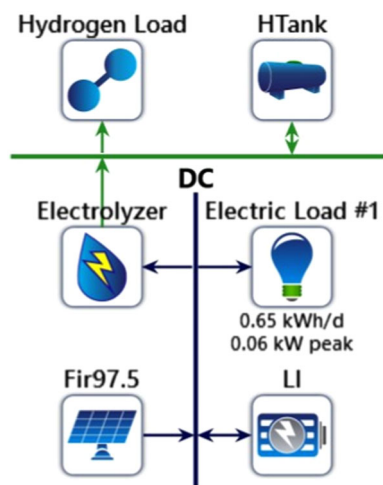 Hydrogen Load HTank
DC
Electrolyzer Electric Load #1
0.65 kWh/d
0.06 kW peak
Fir97.5 LI